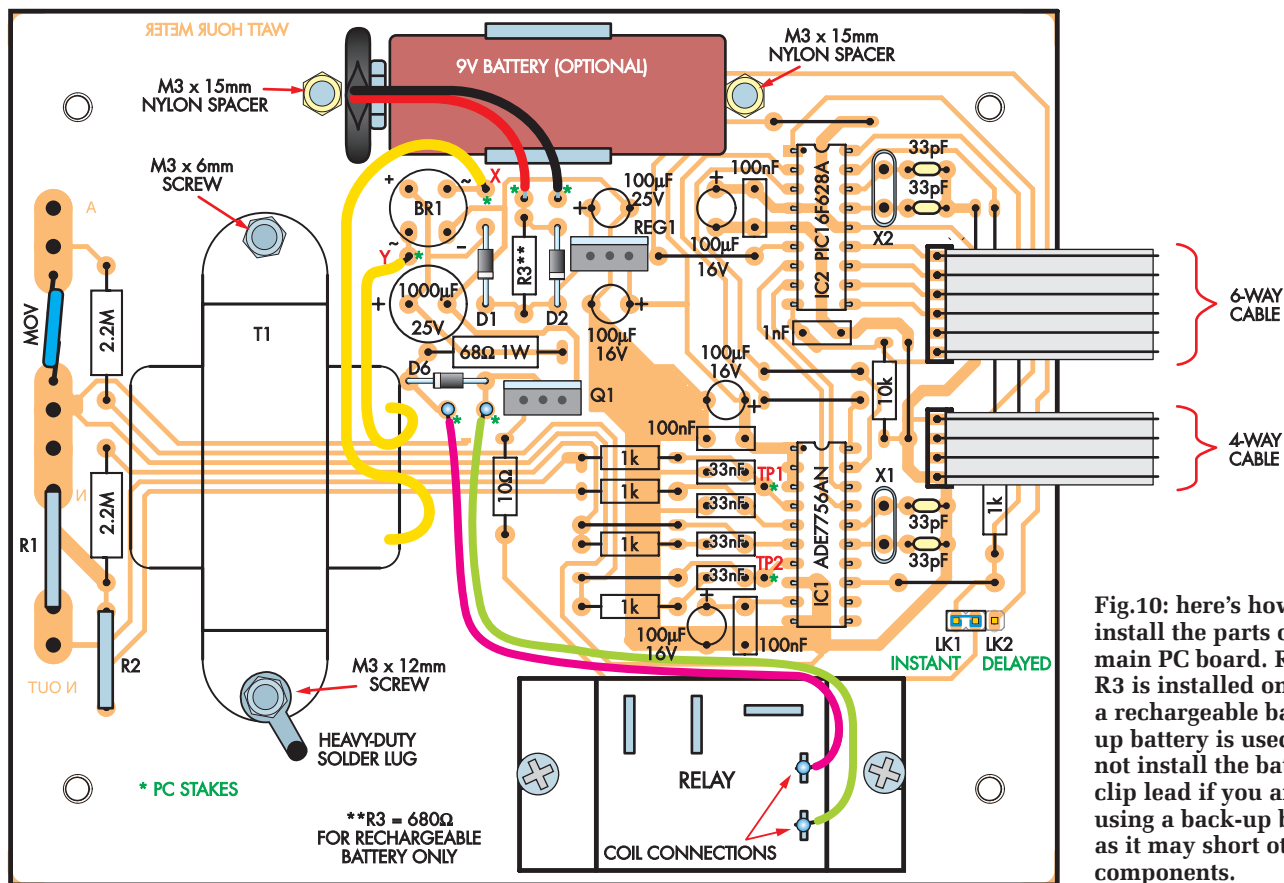 WATT HOUR METER
M3 x 15mm
NYLON SPACER
9V BATTERY (OPTIONAL)
M3 x 15mm
NYLON SPACER
M3 x 6mm
SCREW
A
MOV
2.2M
T1
N
2.2M
R1
R2
N OUT
M3 x 12mm
SCREW
HEAVY-DUTY
SOLDER LUG
* PC STAKES
+
~
X
*
BR1
~
–
Y
*
+
1000µF
25V
D1
R3**
D2
*
*
100µF
25V
+
REG1
+
100µF
16V
68Ω 1W
D6
Q1
*
*
10Ω
+
100nF
100µF
16V
IC2 PIC16F628A
33pF
33pF
X2
1nF
10k
100µF
16V
+
100nF
1k
1k
1k
1k
33nF
33nF
33nF
33nF
TP1
*
TP2
*
IC1 ADE7756AN
X1
33pF
33pF
1k
+
100µF
16V
100nF
6-WAY
CABLE
4-WAY
CABLE
LK1
LK2
INSTANT
DELAYED
RELAY
COIL CONNECTIONS
**R3 = 680Ω
FOR RECHARGEABLE
BATTERY ONLY
Fig.10: here's how
install the parts o
main PC board. R
R3 is installed on
a rechargeable ba
up battery is used
not install the bat
clip lead if you a
using a back-up b
as it may short ot
components.